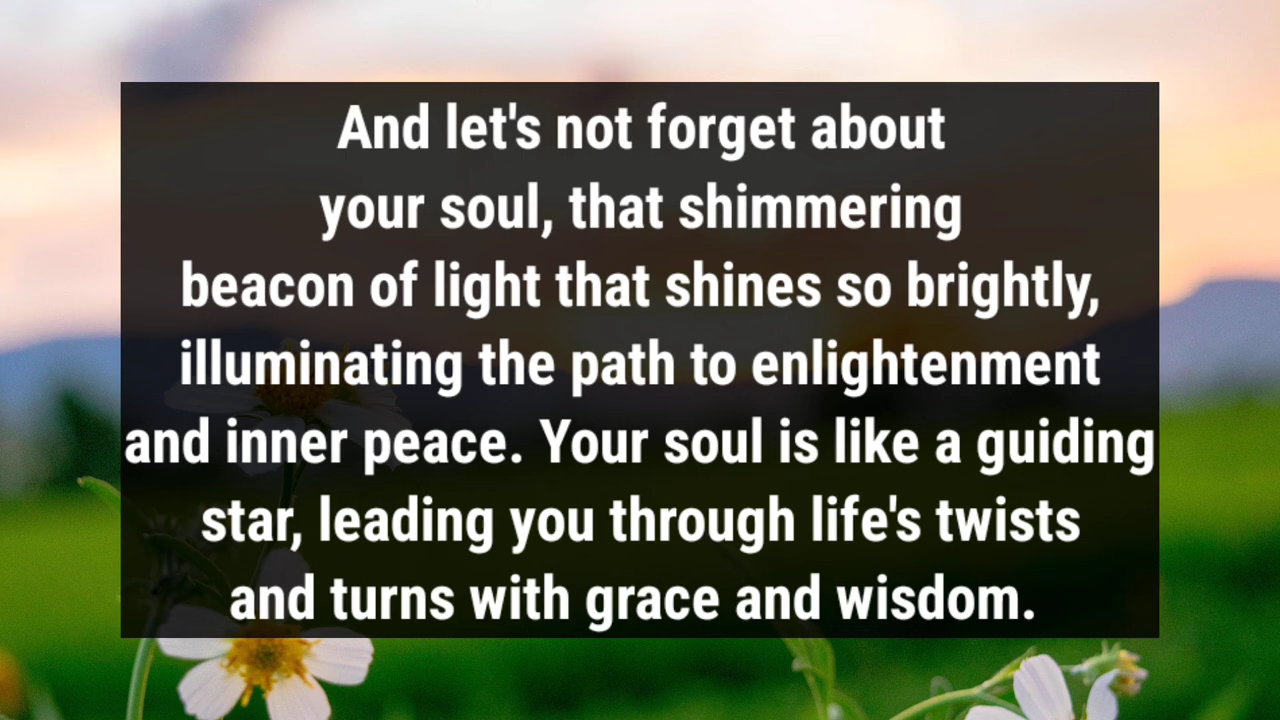 And let's not forget about
your soul, that shimmering
beacon of light that shines so brightly,
illuminating the path to enlightenment
and inner peace. Your soul is like a guiding
star, leading you through life's twists
and turns with grace and wisdom.